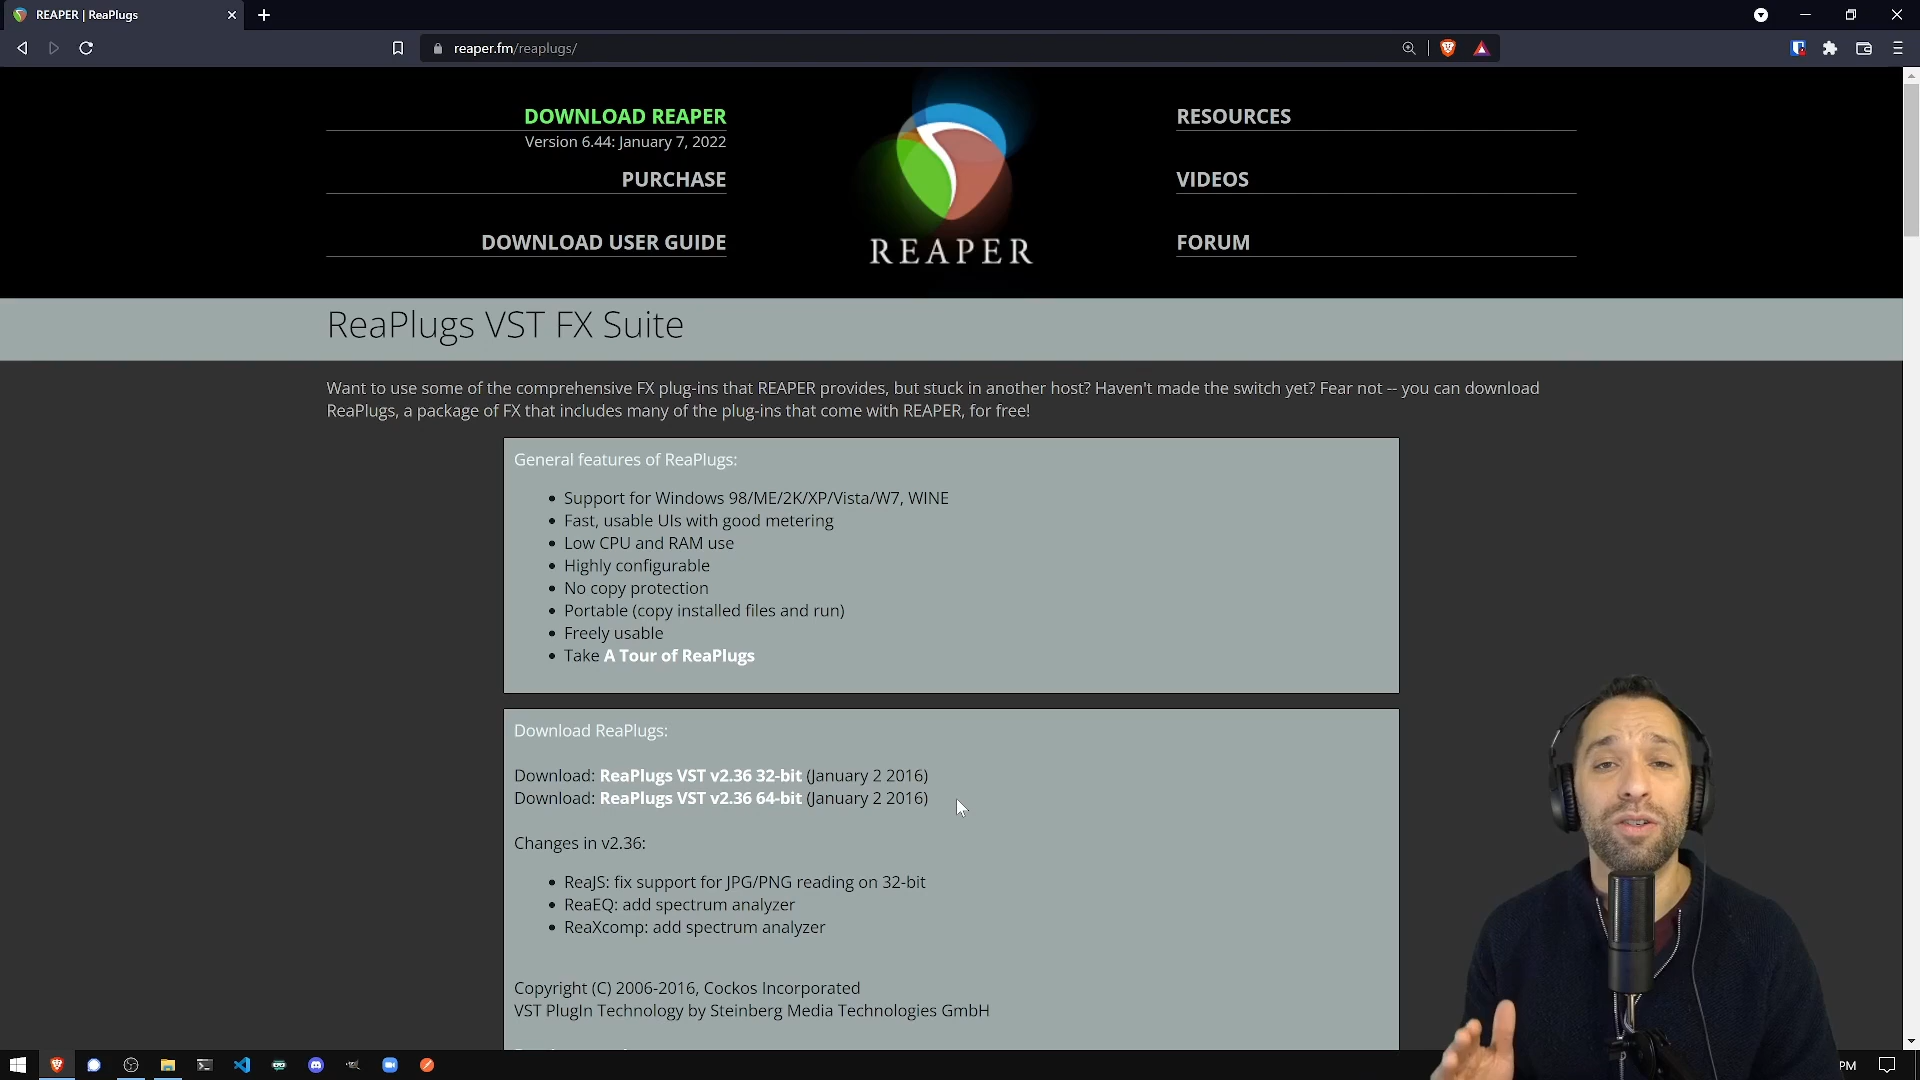 REAPER | ReaPlugs
reaper.fm/reaplugs/
DOWNLOAD REAPER
Version 6.44: January 7, 2022
PURCHASE
DOWNLOAD USER GUIDE
REAPER
RESOURCES
VIDEOS
FORUM
ReaPlugs VST FX Suite
Want to use some of the comprehensive FX plug-ins that REAPER provides, but stuck in another host? Haven't made the switch yet? Fear not -- you can download
ReaPlugs, a package of FX that includes many of the plug-ins that come with REAPER, for free!
General features of ReaPlugs:
Support for Windows 98/ME/2K/XP/Vista/W7, WINE
Fast, usable UIs with good metering
Low CPU and RAM use
Highly configurable
No copy protection
Portable (copy installed files and run)
Freely usable
Take A Tour of ReaPlugs
Download ReaPlugs:
Download: ReaPlugs VST v2.36 32-bit (January 2 2016)
Download: ReaPlugs VST v2.36 64-bit (January 2 2016)
Changes in v2.36:
ReaJS: fix support for JPG/PNG reading on 32-bit
ReaEQ: add spectrum analyzer
ReaXcomp: add spectrum analyzer
Copyright (C) 2006-2016, Cockos Incorporated
VST PlugIn Technology by Steinberg Media Technologies GmbH
PM